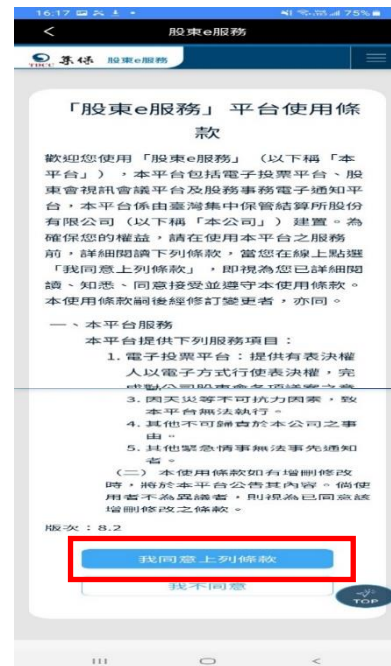 16:17
75%
股東e服務
TDCC 集保 股東e服務
「股東e服務」平台使用條
款
歡迎您使用「股東e服務」（以下稱「本
平台」），本平台包括電子投票平台、股
東會視訊會議平台及股務事務電子通知平
台，本平台係由臺灣集中保管結算所股份
有限公司（以下稱「本公司」）建置。為
確保您的權益，請在使用本平台之服務
前，詳細閱讀下列條款，當您在線上點選
「我同意上列條款」，即視為您已詳細閱
讀、知悉、同意接受並遵守本使用條款。
本使用條款嗣後經修訂變更者，亦同。
一、本平台服務
本平台提供下列服務項目：
1. 電子投票平台：提供有表決權
人以電子方式行使表決權，完
成對公司股東會各項議案之意
3. 因天災等不可抗力因素，致
本平台無法執行。
4. 其他不可歸責於本公司之事
由。
5. 其他緊急情事無法事先通知
者。
（二）本使用條款如有增刪修改
時，將於本平台公告其內容。倘使
用者不為異議者，則視為已同意該
增刪修改之條款。
版次：8.2
我同意上列條款
我不同意
TOP